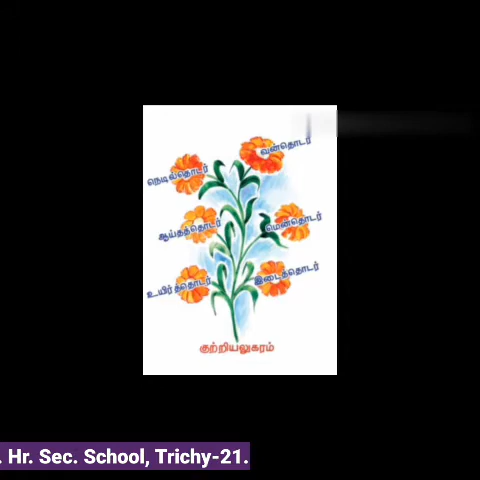 வன்தொடர்
நெடில்தொடர்
ஆய்தத்தொடர்
மென்தொடர்
உயிர்த்தொடர்
இடைத்தொடர்
குற்றியலுகரம்
. Hr. Sec. School, Trichy-21.